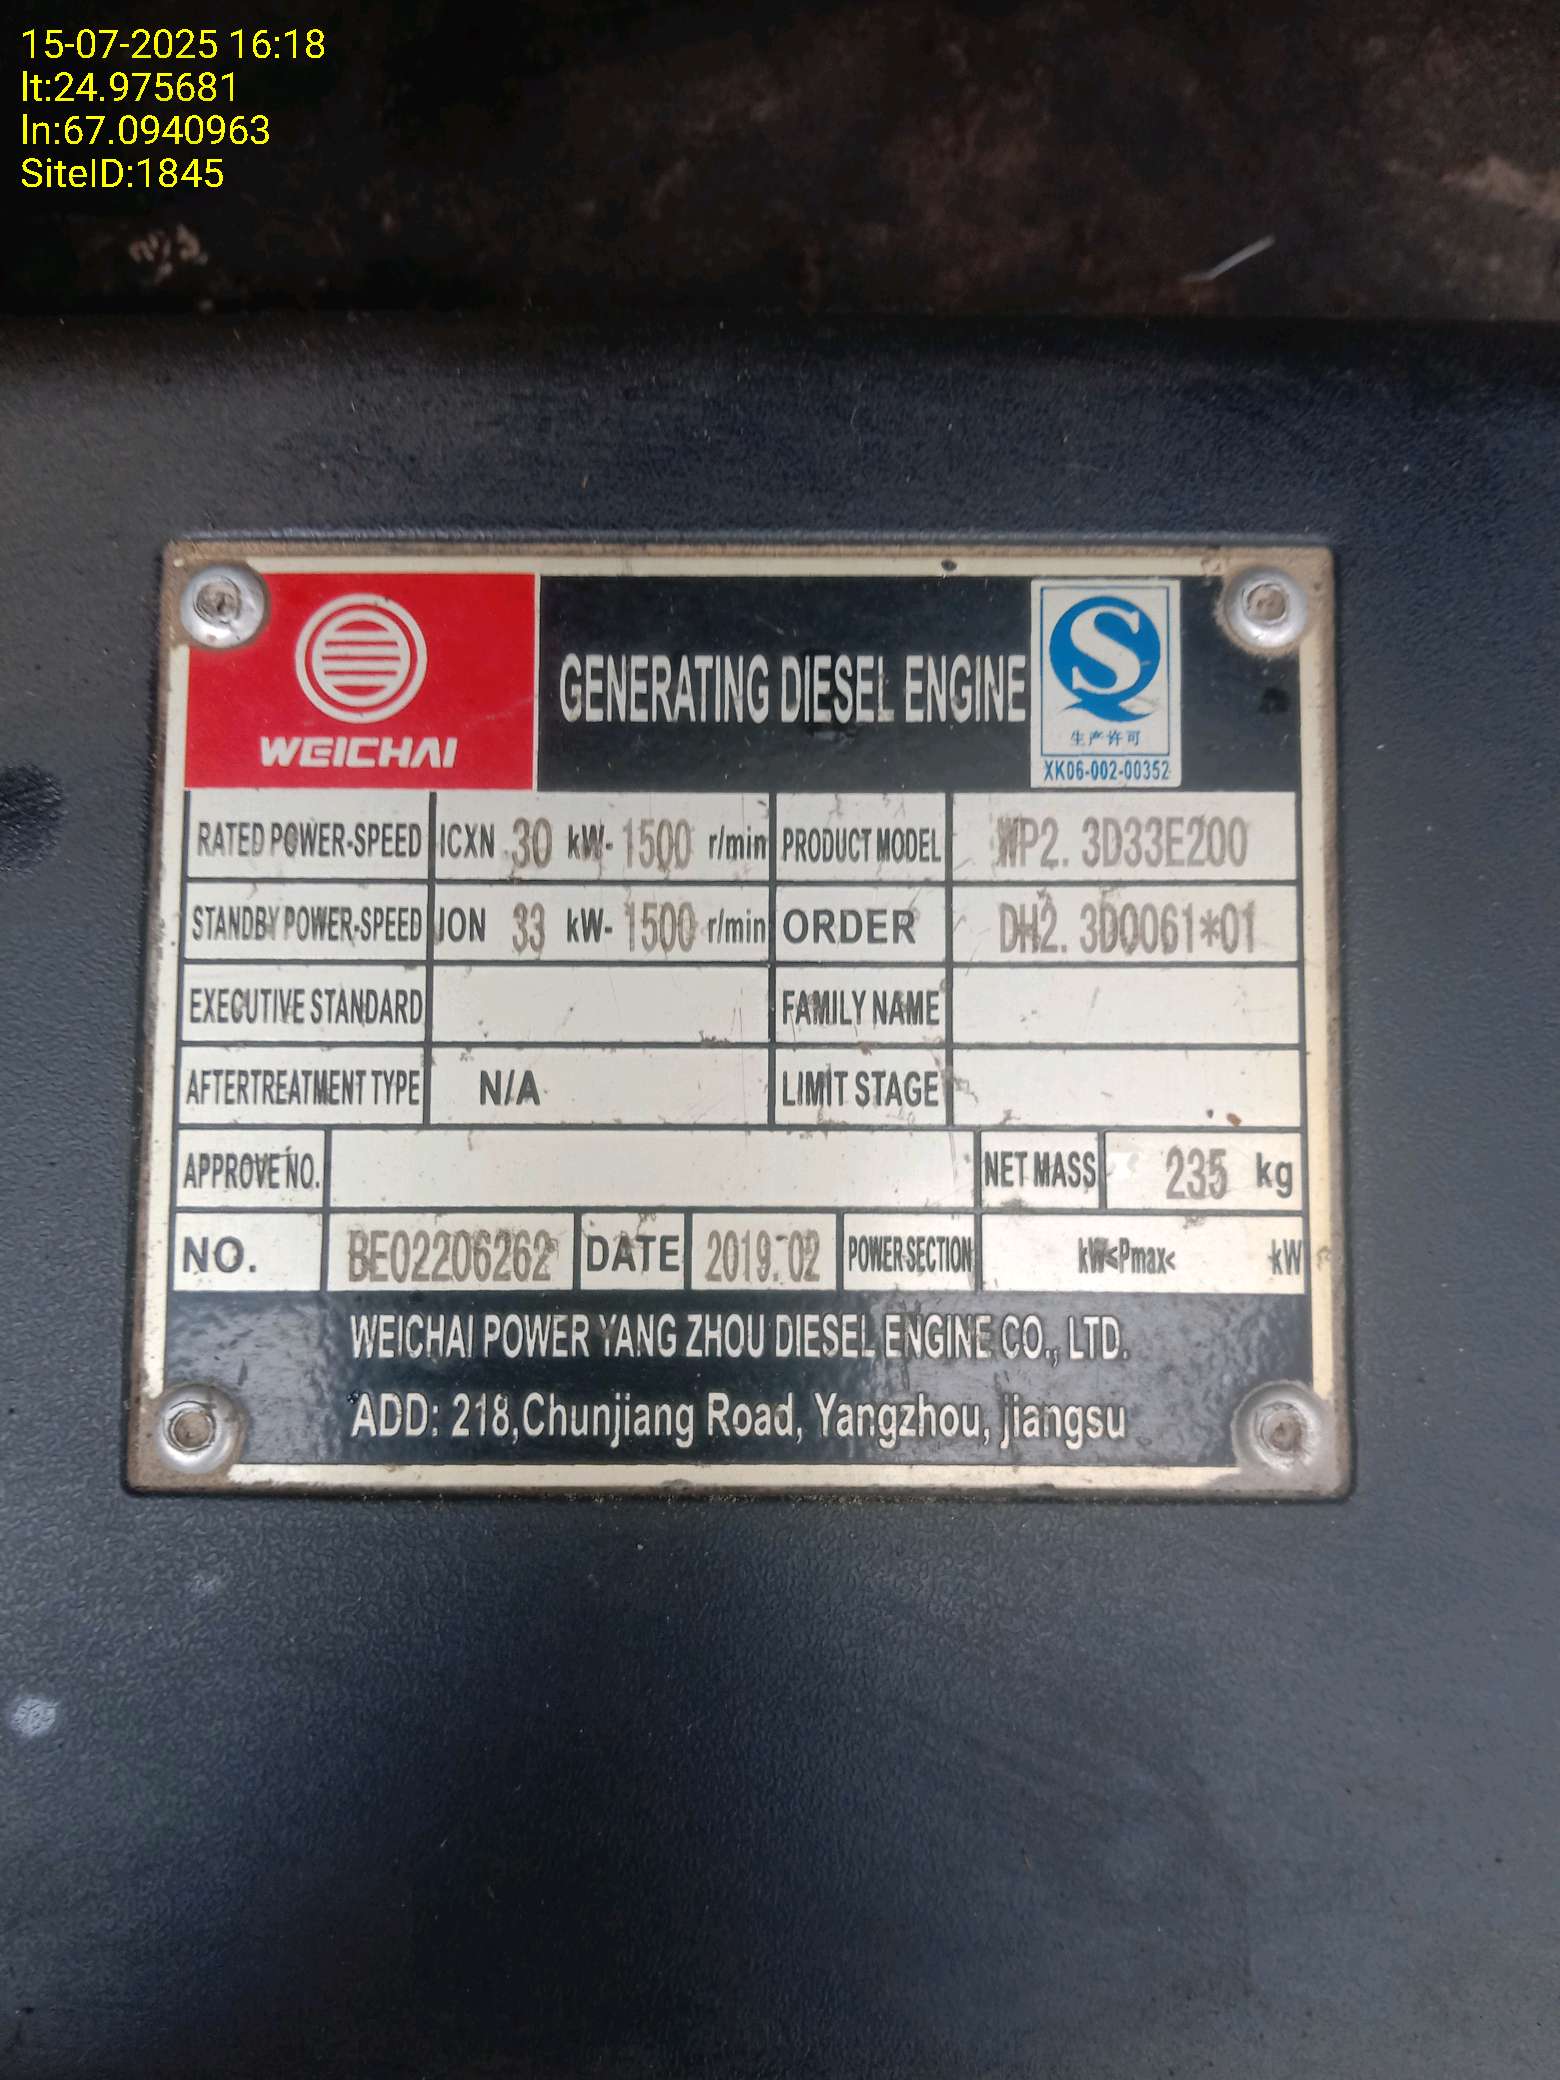 15-07-2025 16:18
lt:24.975681
ln:67.0940963
SiteID:1845
WEICHAI
GENERATING DIESEL ENGINE
生产许可
XK06-002-00352
RATED POWER-SPEED ICXN 30 kW- 1500 r/min PRODUCT MODEL WP2. 3D33E200
STANDBY POWER-SPEED ION 33 kW- 1500 r/min ORDER DH2. 3D0061*01
EXECUTIVE STANDARD FAMILY NAME
AFTERTREATMENT TYPE N/A LIMIT STAGE
APPROVE NO. NET MASS 235 kg
NO. BE02206262 DATE 2019. 02 POWER SECTION kW<Pmax< kW
WEICHAI POWER YANG ZHOU DIESEL ENGINE CO., LTD.
ADD: 218,Chunjiang Road, Yangzhou, jiangsu